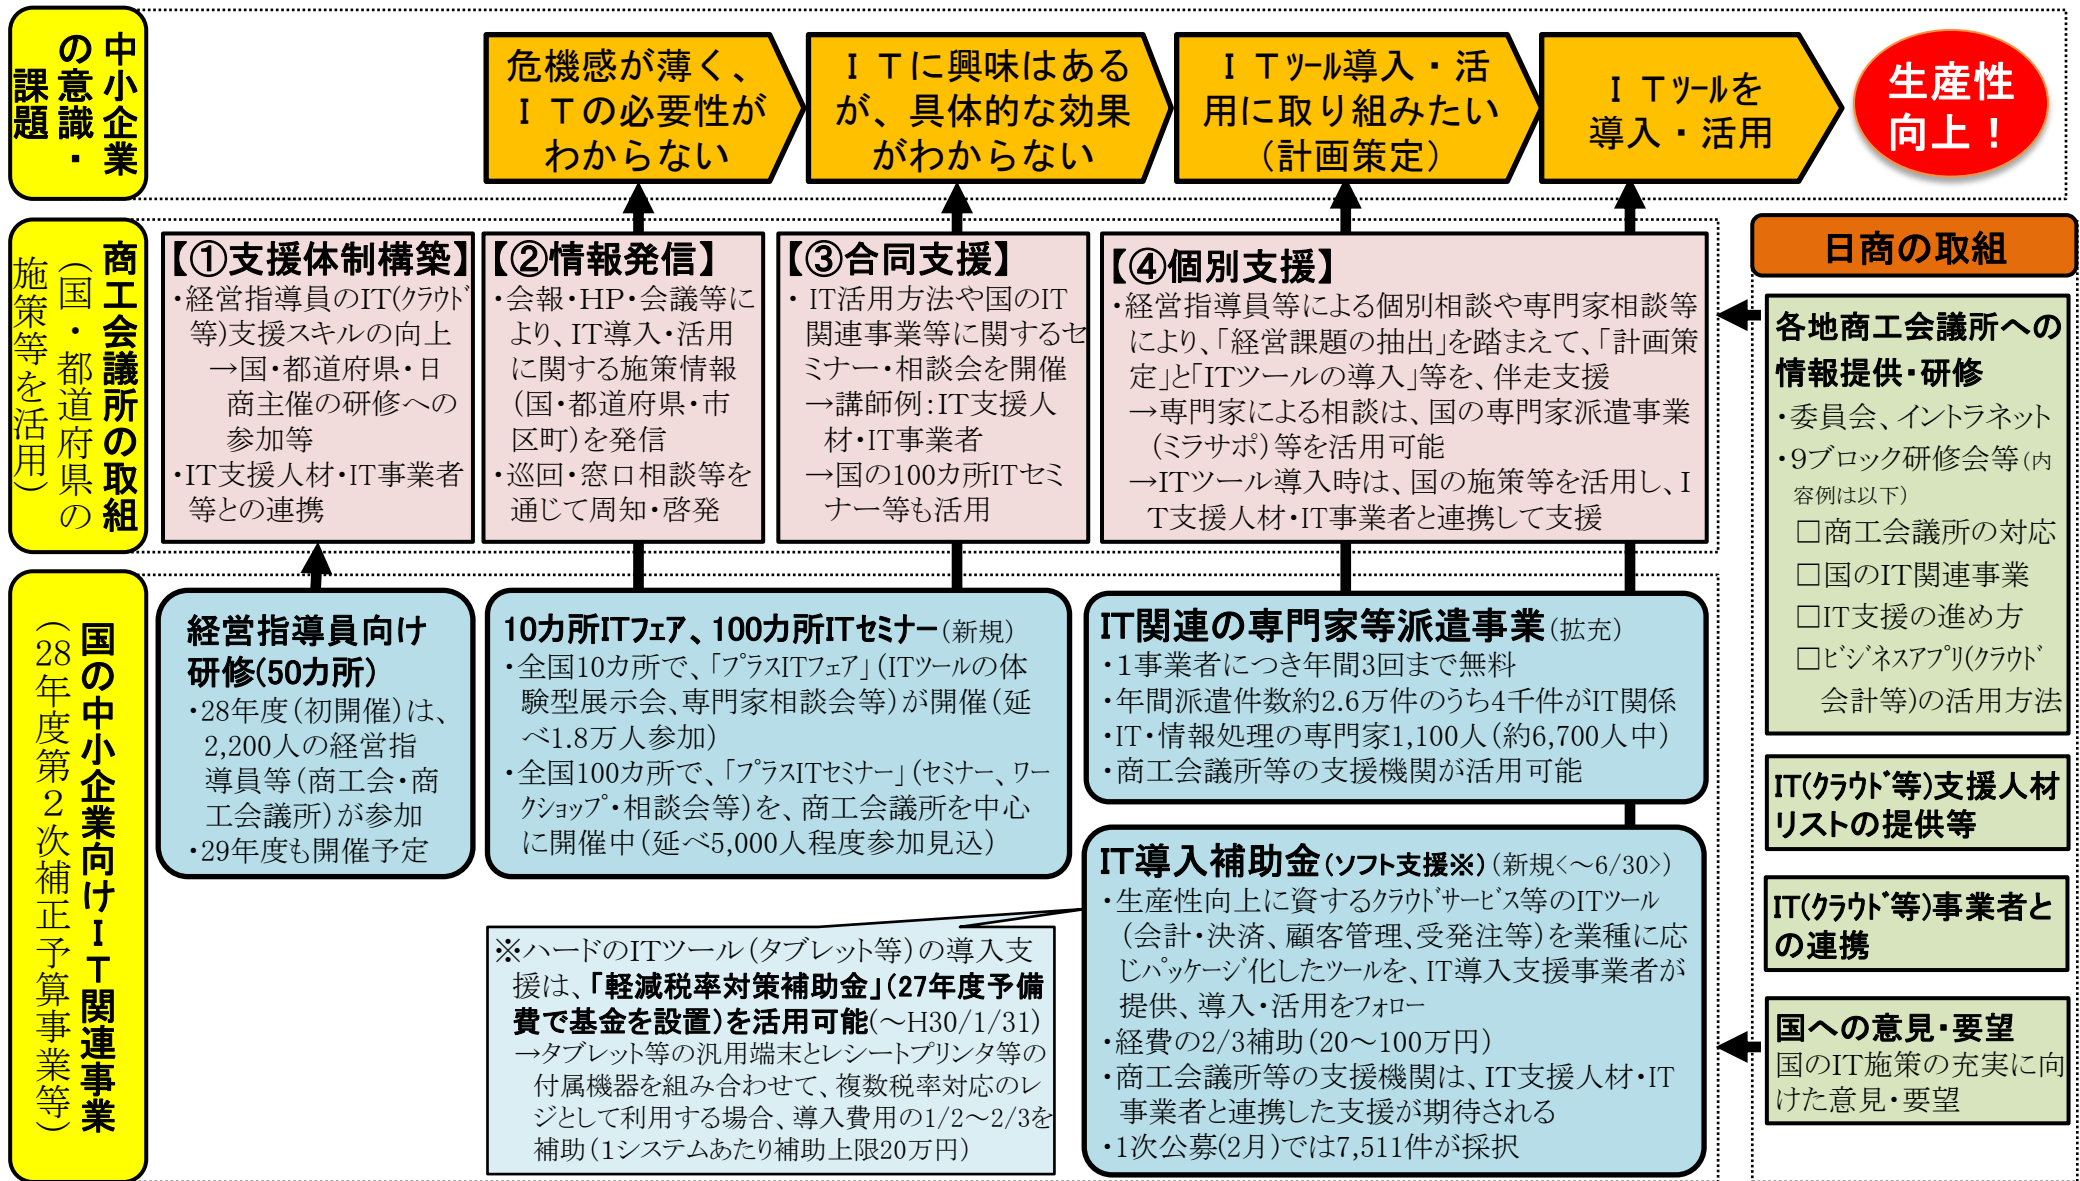 中小企業
の意識・
課題
危機感が薄く、
ＩＴの必要性が
わからない
ＩＴに興味はある
が、具体的な効果
がわからない
ＩＴﾂｰﾙ導入・活
用に取り組みたい
（計画策定）
ＩＴﾂｰﾙを
導入・活用
生産性
向上！
商工会議所の取組
（国・都道府県の
施策等を活用）
【①支援体制構築】
・経営指導員のIT(ｸﾗｳﾄﾞ
等)支援スキルの向上
→国・都道府県・日
商主催の研修への
参加等
・IT支援人材・IT事業者
等との連携
【②情報発信】
・会報・HP・会議等に
より、IT導入・活用
に関する施策情報
（国・都道府県・市
区町）を発信
・巡回・窓口相談等を
通じて周知・啓発
【③合同支援】
・IT活用方法や国のIT
関連事業等に関するセ
ミナー・相談会を開催
→講師例：IT支援人
材・IT事業者
→国の100カ所ITセミ
ナー等も活用
【④個別支援】
・経営指導員等による個別相談や専門家相談等
により、「経営課題の抽出」を踏まえて、「計画策
定」と「ITツールの導入」等を、伴走支援
→専門家による相談は、国の専門家派遣事業
（ミラサポ）等を活用可能
→ITツール導入時は、国の施策等を活用し、I
T支援人材・IT事業者と連携して支援
日商の取組
各地商工会議所への
情報提供・研修
・委員会、イントラネット
・9ブロック研修会等（内
容例は以下）
□商工会議所の対応
□国のIT関連事業
□IT支援の進め方
□ﾋﾞｼﾞﾈｽアプリ(ｸﾗｳﾄﾞ
会計等)の活用方法
IT(ｸﾗｳﾄﾞ等)支援人材
リストの提供等
IT(ｸﾗｳﾄﾞ等)事業者と
の連携
国への意見・要望
国のIT施策の充実に向
けた意見・要望
国の中小企業向けＩＴ関連事業
（28年度第２次補正予算事業等）
経営指導員向け
研修(50カ所)
・28年度（初開催）は、
2,200人の経営指
導員等（商工会・商
工会議所）が参加
・29年度も開催予定
10カ所ITフェア、100カ所ITセミナー（新規）
・全国10カ所で、「プラスITフェア」（ITツールの体
験型展示会、専門家相談会等）が開催（延
べ1.8万人参加）
・全国100カ所で、「プラスITセミナー」（セミナー、ワー
クショップ・相談会等）を、商工会議所を中心
に開催中（延べ5,000人程度参加見込）
IT関連の専門家等派遣事業（拡充）
・1事業者につき年間3回まで無料
・年間派遣件数約2.6万件のうち4千件がIT関係
・IT・情報処理の専門家1,100人（約6,700人中）
・商工会議所等の支援機関が活用可能
IT導入補助金（ソフト支援※）（新規<～6/30>）
・生産性向上に資するｸﾗｳﾄﾞｻｰﾋﾞｽ等のITツール
（会計・決済、顧客管理、受発注等）を業種に応
じﾊﾟｯｹｰｼﾞ化したツールを、IT導入支援事業者が
提供、導入・活用をフォロー
・経費の2/3補助（20～100万円）
・商工会議所等の支援機関は、IT支援人材・IT
事業者と連携した支援が期待される
・1次公募(2月)では7,511件が採択
※ハードのITツール（タブレット等）の導入支
援は、「軽減税率対策補助金」（27年度予備
費で基金を設置）を活用可能（～H30/1/31）
→タブレット等の汎用端末とレシートプリンタ等の
付属機器を組み合わせて、複数税率対応のレ
ジとして利用する場合、導入費用の1/2～2/3を
補助（1システムあたり補助上限20万円）